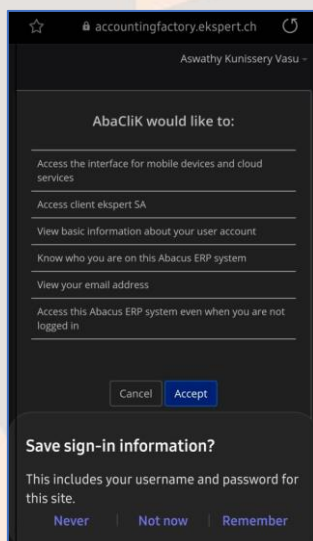 accountingfactory.ekspert.ch
Aswathy Kunissery Vasu
AbaCliK would like to:
Access the interface for mobile devices and cloud
services
Access client ekspert SA
View basic information about your user account
Know who you are on this Abacus ERP system
View your email address
Access this Abacus ERP system even when you are not
logged in
Cancel Accept
Save sign-in information?
This includes your username and password for
this site.
Never Not now Remember